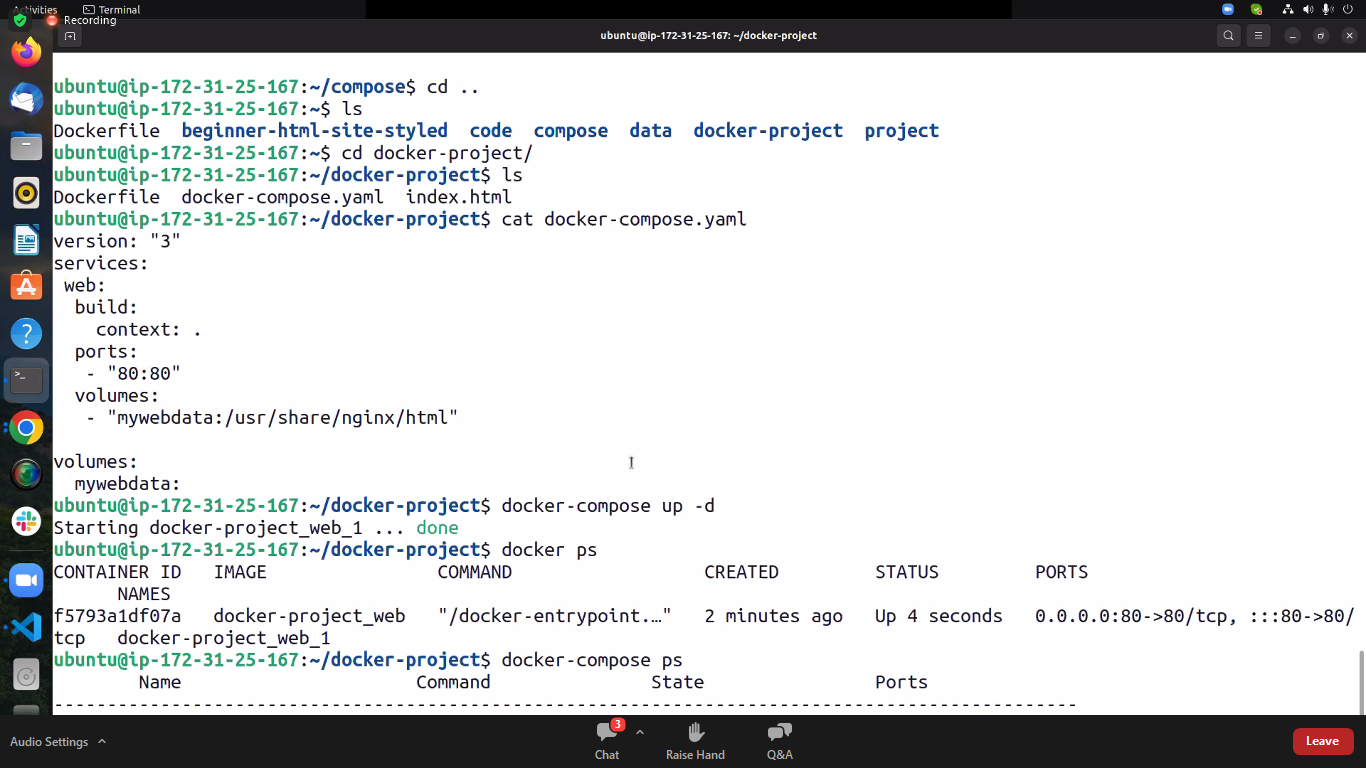 Activities
Terminal
Recording
ubuntu@ip-172-31-25-167: ~/docker-project
ubuntu@ip-172-31-25-167:~/compose$ cd ..
ubuntu@ip-172-31-25-167:~$ ls
Dockerfile  beginner-html-site-styled  code  compose  data  docker-project  project
ubuntu@ip-172-31-25-167:~$ cd docker-project/
ubuntu@ip-172-31-25-167:~/docker-project$ ls
Dockerfile  docker-compose.yaml  index.html
ubuntu@ip-172-31-25-167:~/docker-project$ cat docker-compose.yaml
version: "3"
services:
 web:
  build:
    context: .
  ports:
   - "80:80"
  volumes:
   - "mywebdata:/usr/share/nginx/html"
volumes:
  mywebdata:
ubuntu@ip-172-31-25-167:~/docker-project$ docker-compose up -d
Starting docker-project_web_1 ... done
ubuntu@ip-172-31-25-167:~/docker-project$ docker ps
CONTAINER ID   IMAGE                COMMAND                  CREATED         STATUS         PORTS
      NAMES
f5793a1df07a   docker-project_web   "/docker-entrypoint.…"   2 minutes ago   Up 4 seconds   0.0.0.0:80->80/tcp, :::80->80/
tcp   docker-project_web_1
ubuntu@ip-172-31-25-167:~/docker-project$ docker-compose ps
        Name                      Command               State                Ports
------------------------------------------------------------------------------------------------
Audio Settings
3
Chat
Raise Hand
Q&A
Leave